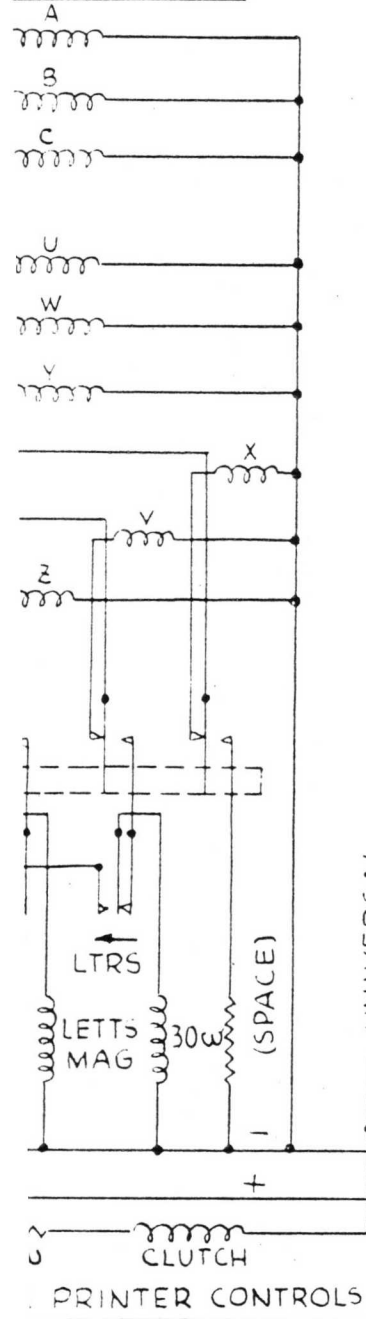 A
B
C
U
W
Y
X
V
Z
LTRS
LETTS
MAG
30ω
(SPACE)
–
+
CLUTCH
PRINTER CONTROLS